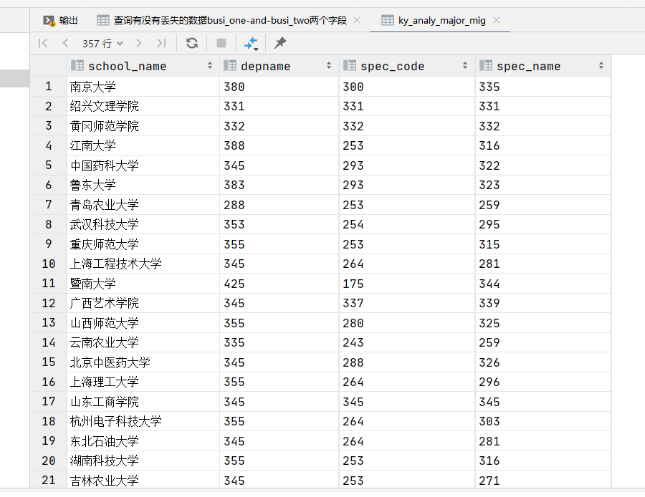 输出 查询有没有丢失的数据busi_one-and-busi_two两个字段 ky_analy_major_mig
357 行
school_name depname spec_code spec_name
1 南京大学 380 300 335
2 绍兴文理学院 331 331 331
3 黄冈师范学院 332 332 332
4 江南大学 388 253 316
5 中国药科大学 345 293 322
6 鲁东大学 383 293 323
7 青岛农业大学 288 253 259
8 武汉科技大学 353 254 295
9 重庆师范大学 355 253 315
10 上海工程技术大学 345 264 281
11 暨南大学 425 175 344
12 广西艺术学院 345 337 339
13 山西师范大学 355 280 325
14 云南农业大学 335 243 259
15 北京中医药大学 345 288 326
16 上海理工大学 355 264 296
17 山东工商学院 345 345 345
18 杭州电子科技大学 355 264 303
19 东北石油大学 345 264 281
20 湖南科技大学 355 253 316
21 吉林农业大学 345 253 271